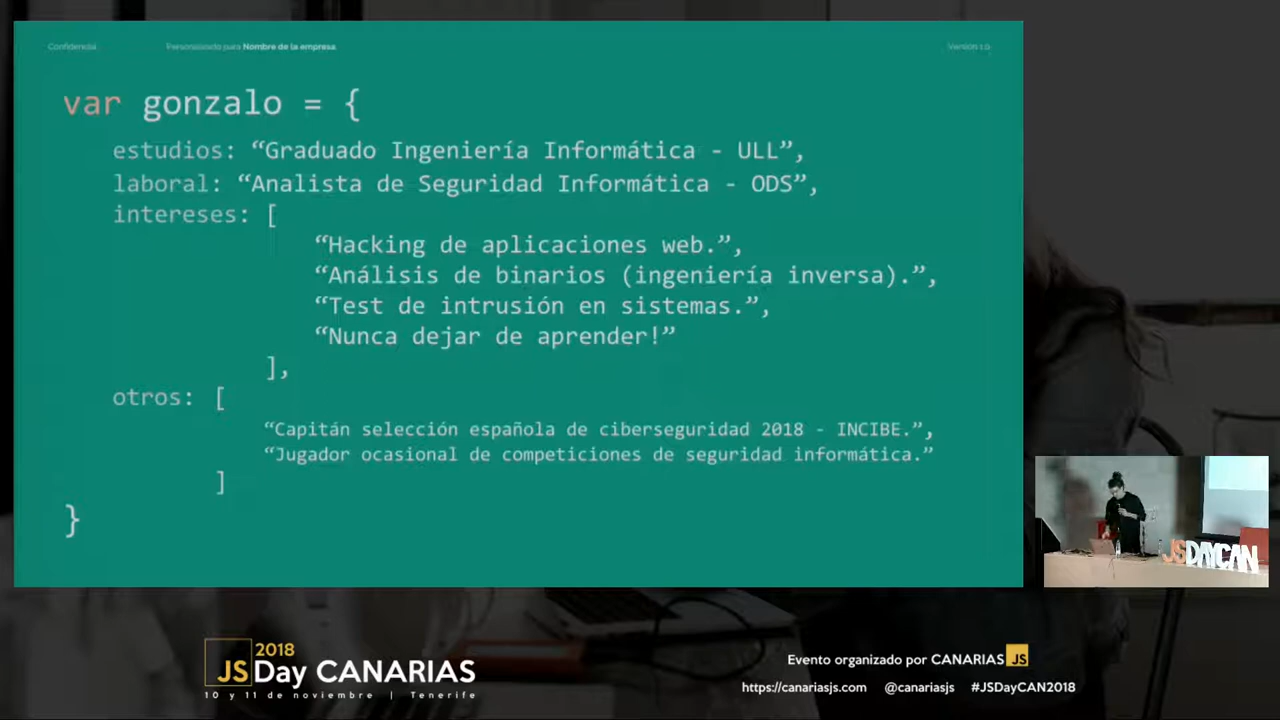 Confidencial
Personalizado para Nombre de la empresa
Versión 1.0
var gonzalo = {
estudios: “Graduado Ingeniería Informática - ULL”,
laboral: “Analista de Seguridad Informática - ODS”,
intereses: [
“Hacking de aplicaciones web.”,
“Análisis de binarios (ingeniería inversa).”,
“Test de intrusión en sistemas.”,
“Nunca dejar de aprender!”
],
otros: [
“Capitán selección española de ciberseguridad 2018 - INCIBE.”,
“Jugador ocasional de competiciones de seguridad informática.”
]
}
JSDAYCAN
2018
JSDay CANARIAS
10 y 11 de noviembre | Tenerife
Evento organizado por CANARIAS JS
https://canariasjs.com @canariasjs #JSDayCAN2018